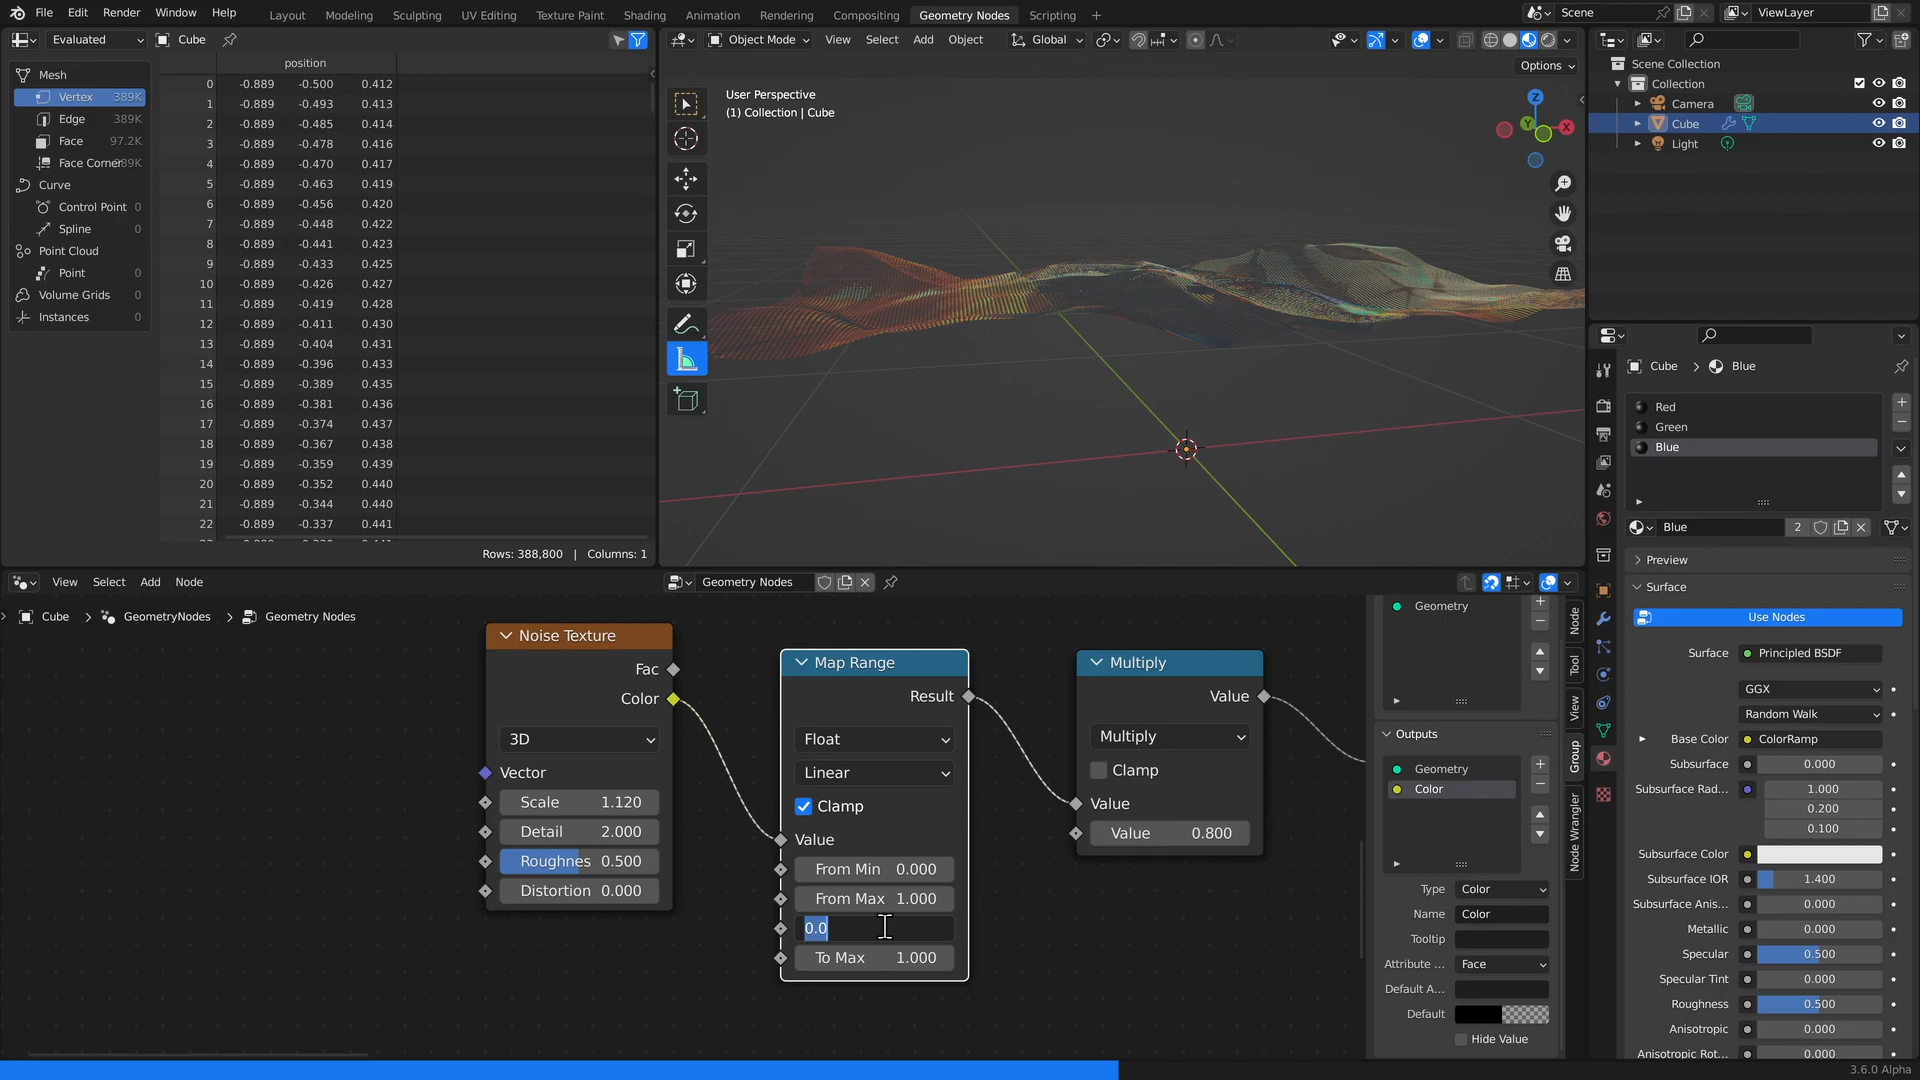 File Edit Render Window Help Layout Modeling Sculpting UV Editing Texture Paint Shading Animation Rendering Compositing Geometry Nodes Scripting + Scene ViewLayer
Evaluated Cube
Object Mode View Select Add Object Global
Options
position
Mesh
Vertex 389K
Edge 389K
Face 97.2K
Face Corner 389K
Curve
Control Point 0
Spline 0
Point Cloud
Point 0
Volume Grids 0
Instances 0
0 -0.889 -0.500 0.412
1 -0.889 -0.493 0.413
2 -0.889 -0.485 0.414
3 -0.889 -0.478 0.416
4 -0.889 -0.470 0.417
5 -0.889 -0.463 0.419
6 -0.889 -0.456 0.420
7 -0.889 -0.448 0.422
8 -0.889 -0.441 0.423
9 -0.889 -0.433 0.425
10 -0.889 -0.426 0.427
11 -0.889 -0.419 0.428
12 -0.889 -0.411 0.430
13 -0.889 -0.404 0.431
14 -0.889 -0.396 0.433
15 -0.889 -0.389 0.435
16 -0.889 -0.381 0.436
17 -0.889 -0.374 0.437
18 -0.889 -0.367 0.438
19 -0.889 -0.359 0.439
20 -0.889 -0.352 0.440
21 -0.889 -0.344 0.440
22 -0.889 -0.337 0.441
Rows: 388,800 | Columns: 1
User Perspective
(1) Collection | Cube
Z
Y
X
Scene Collection
Collection
Camera
Cube
Light
Cube > Blue
Red
Green
Blue
Blue 2
Preview
Surface
Use Nodes
Surface Principled BSDF
GGX
Random Walk
Base Color ColorRamp
Subsurface 0.000
Subsurface Rad... 1.000
0.200
0.100
Subsurface Color
Subsurface IOR 1.400
Subsurface Anis... 0.000
Metallic 0.000
Specular 0.500
Specular Tint 0.000
Roughness 0.500
Anisotropic 0.000
Anisotropic Rot... 0.000
View Select Add Node Geometry Nodes
Cube > GeometryNodes > Geometry Nodes
Noise Texture
Fac
Color
3D
Vector
Scale 1.120
Detail 2.000
Roughnes 0.500
Distortion 0.000
Map Range
Result
Float
Linear
Clamp
Value
From Min 0.000
From Max 1.000
0.0
To Max 1.000
Multiply
Value
Multiply
Clamp
Value
Value 0.800
Geometry
Outputs
Geometry
Color
Type Color
Name Color
Tooltip
Attribute ... Face
Default A...
Default
Hide Value
Node
Tool
View
Group
Node Wrangler
3.6.0 Alpha